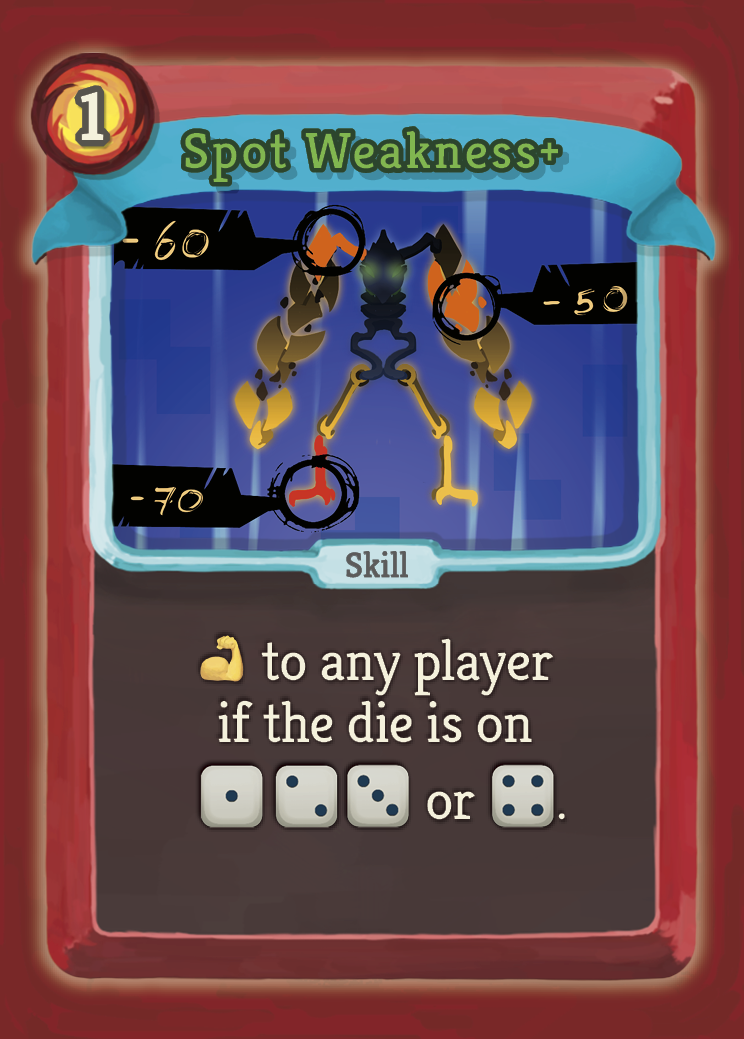 1
Spot Weakness+
- 60
- 50
- 70
Skill
to any player
if the die is on
or .